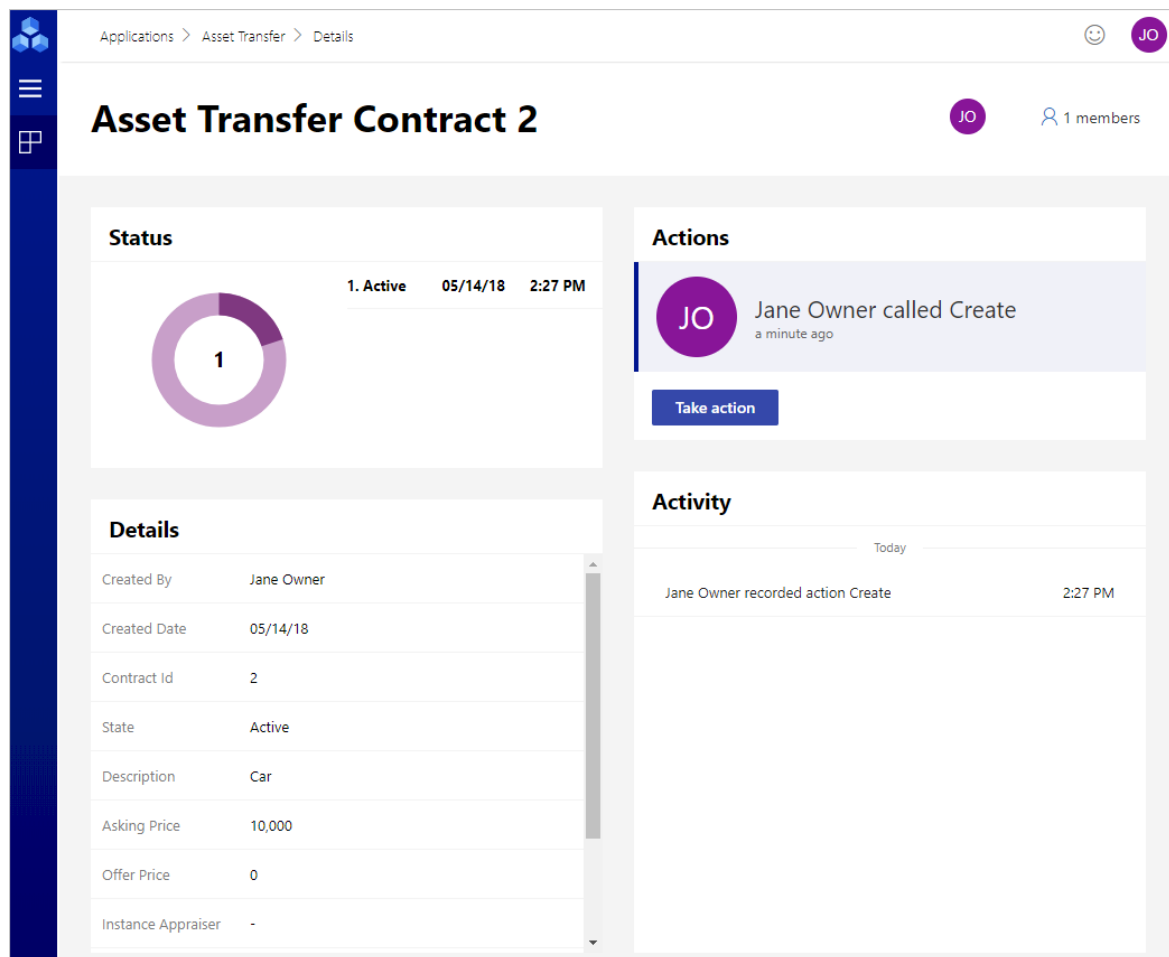 Applications > Asset Transfer > Details
JO
Asset Transfer Contract 2
JO
1 members
Status
1. Active 05/14/18 2:27 PM
1
Actions
JO
Jane Owner called Create
a minute ago
Take action
Details
Created By Jane Owner
Created Date 05/14/18
Contract Id 2
State Active
Description Car
Asking Price 10,000
Offer Price 0
Instance Appraiser -
Activity
Today
Jane Owner recorded action Create 2:27 PM